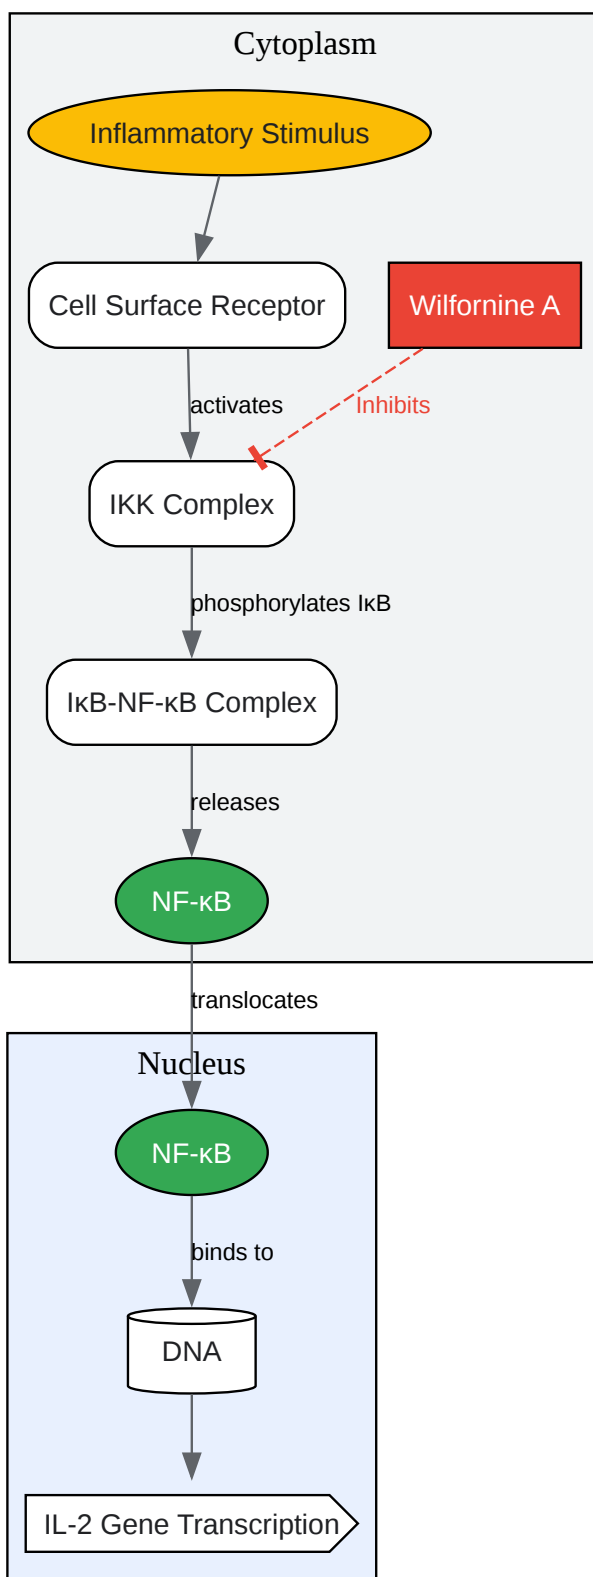 Cytoplasm
Inflammatory Stimulus
Cell Surface Receptor
Wilfornine A
activates
Inhibits
IKK Complex
phosphorylates IκB
IκB-NF-κB Complex
releases
NF-κB
translocates
Nucleus
NF-κB
binds to
DNA
IL-2 Gene Transcription